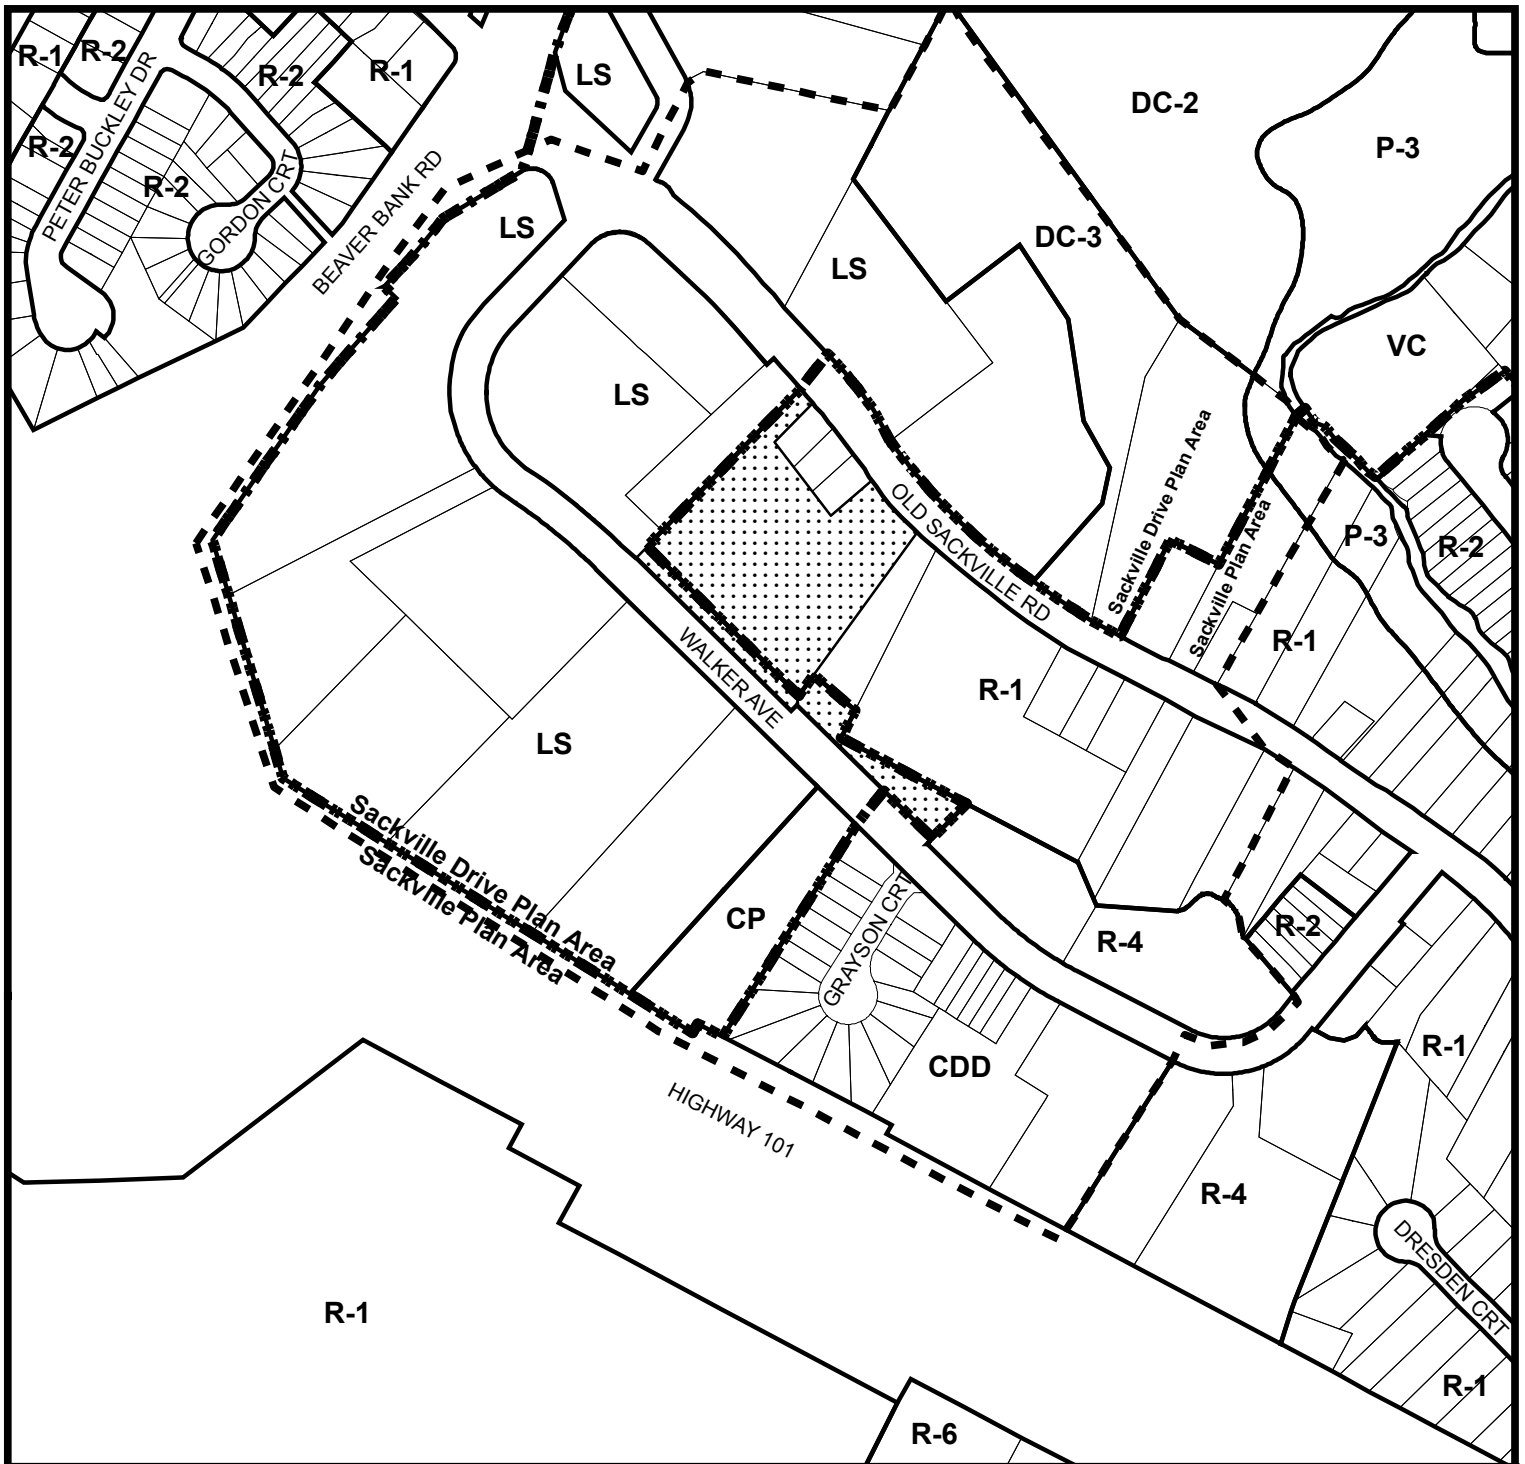 R-1
R-2
R-2
R-1
LS
DC-2
P-3
R-2
R-2
PETER BUCKLEY DR
GORDON CRT
BEAVER BANK RD
LS
LS
DC-3
VC
LS
Sackville Drive Plan Area
Sackville Plan Area
OLD SACKVILLE RD
P-3
R-2
R-1
R-1
WALKER AVE
LS
Sackville Drive Plan Area
Sackville Plan Area
CP
GRAYSON CRT
R-4
R-2
R-1
CDD
HIGHWAY 101
R-4
DRESDEN CRT
R-1
R-1
R-6